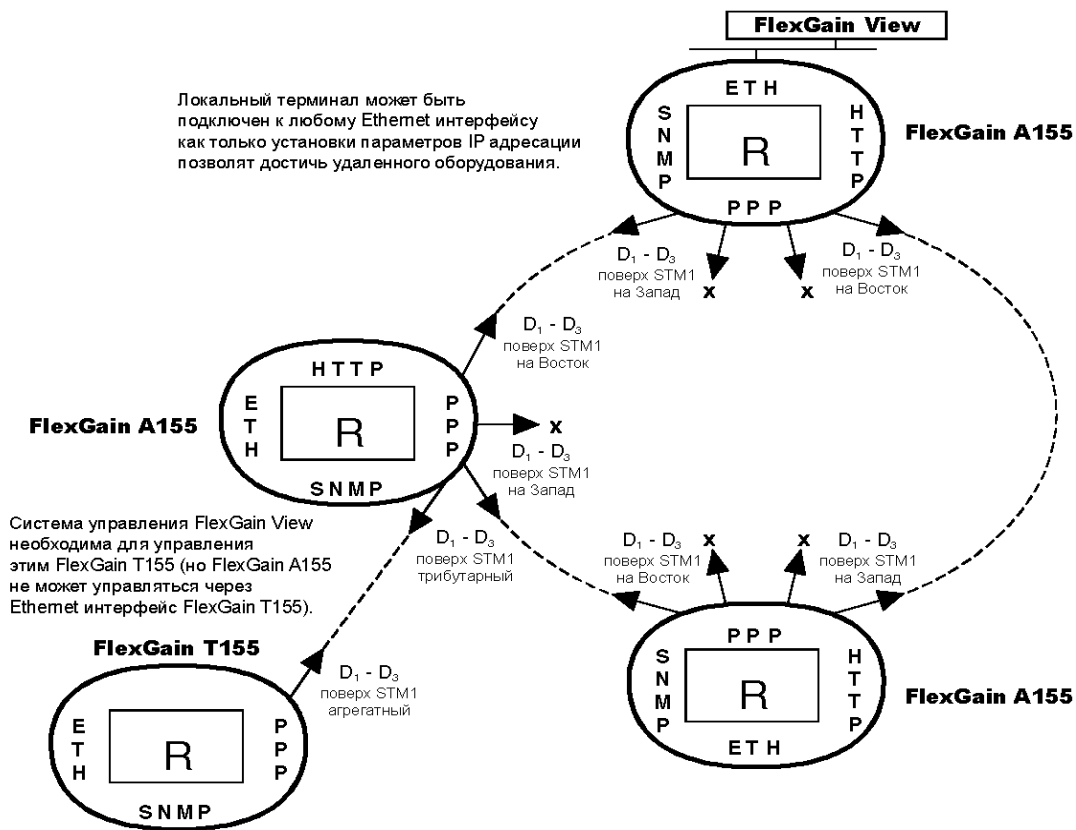 FlexGain View
Локальный терминал может быть
подключен к любому Ethernet интерфейсу
как только установки параметров IP адресации
позволят достичь удаленного оборудования.
ETH
SNMP
HTTP
R
PPP
FlexGain A155
D₁ - D₃
поверх STM1
на Запад
x
x
D₁ - D₃
поверх STM1
на Восток
D₁ - D₃
поверх STM1
на Восток
FlexGain A155
HTTP
ETH
R
PPP
SNMP
x
D₁ - D₃
поверх STM1
на Запад
D₁ - D₃
поверх STM1
трибутарный
Система управления FlexGain View
необходима для управления
этим FlexGain T155 (но FlexGain A155
не может управляться через
Ethernet интерфейс FlexGain T155).
FlexGain T155
ETH
R
PPP
SNMP
D₁ - D₃
поверх STM1
агрегатный
D₁ - D₃
поверх STM1
на Восток
x
x
D₁ - D₃
поверх STM1
на Запад
PPP
SNMP
R
HTTP
ETH
FlexGain A155